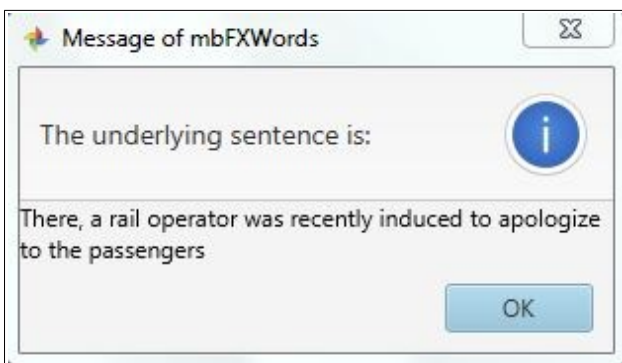 Message of mbFXWords
The underlying sentence is:
There, a rail operator was recently induced to apologize
to the passengers
OK